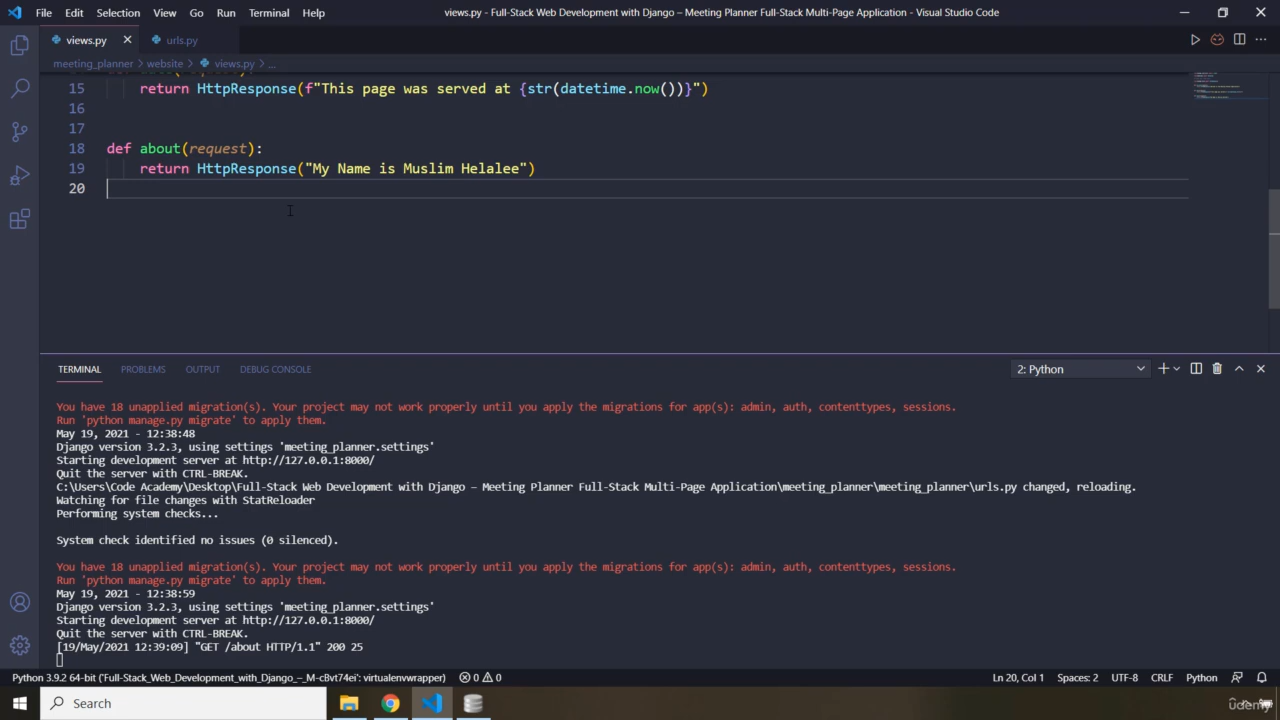 File Edit Selection View Go Run Terminal Help
views.py - Full-Stack Web Development with Django – Meeting Planner Full-Stack Multi-Page Application - Visual Studio Code
views.py urls.py
meeting_planner > website > views.py > ...
15 return HttpResponse(f"This page was served at {str(datetime.now())}")
16
17
18 def about(request):
19 return HttpResponse("My Name is Muslim Helalee")
20
TERMINAL PROBLEMS OUTPUT DEBUG CONSOLE 2: Python
You have 18 unapplied migration(s). Your project may not work properly until you apply the migrations for app(s): admin, auth, contenttypes, sessions.
Run 'python manage.py migrate' to apply them.
May 19, 2021 - 12:38:48
Django version 3.2.3, using settings 'meeting_planner.settings'
Starting development server at http://127.0.0.1:8000/
Quit the server with CTRL-BREAK.
C:\Users\Code Academy\Desktop\Full-Stack Web Development with Django – Meeting Planner Full-Stack Multi-Page Application\meeting_planner\meeting_planner\urls.py changed, reloading.
Watching for file changes with StatReloader
Performing system checks...
System check identified no issues (0 silenced).
You have 18 unapplied migration(s). Your project may not work properly until you apply the migrations for app(s): admin, auth, contenttypes, sessions.
Run 'python manage.py migrate' to apply them.
May 19, 2021 - 12:38:59
Django version 3.2.3, using settings 'meeting_planner.settings'
Starting development server at http://127.0.0.1:8000/
Quit the server with CTRL-BREAK.
[19/May/2021 12:39:09] "GET /about HTTP/1.1" 200 25
Python 3.9.2 64-bit ('Full-Stack_Web_Development_with_Django_–_M-c8vt74ei': virtualenvwrapper) 0 0 Ln 20, Col 1 Spaces: 2 UTF-8 CRLF Python
Search
udemy